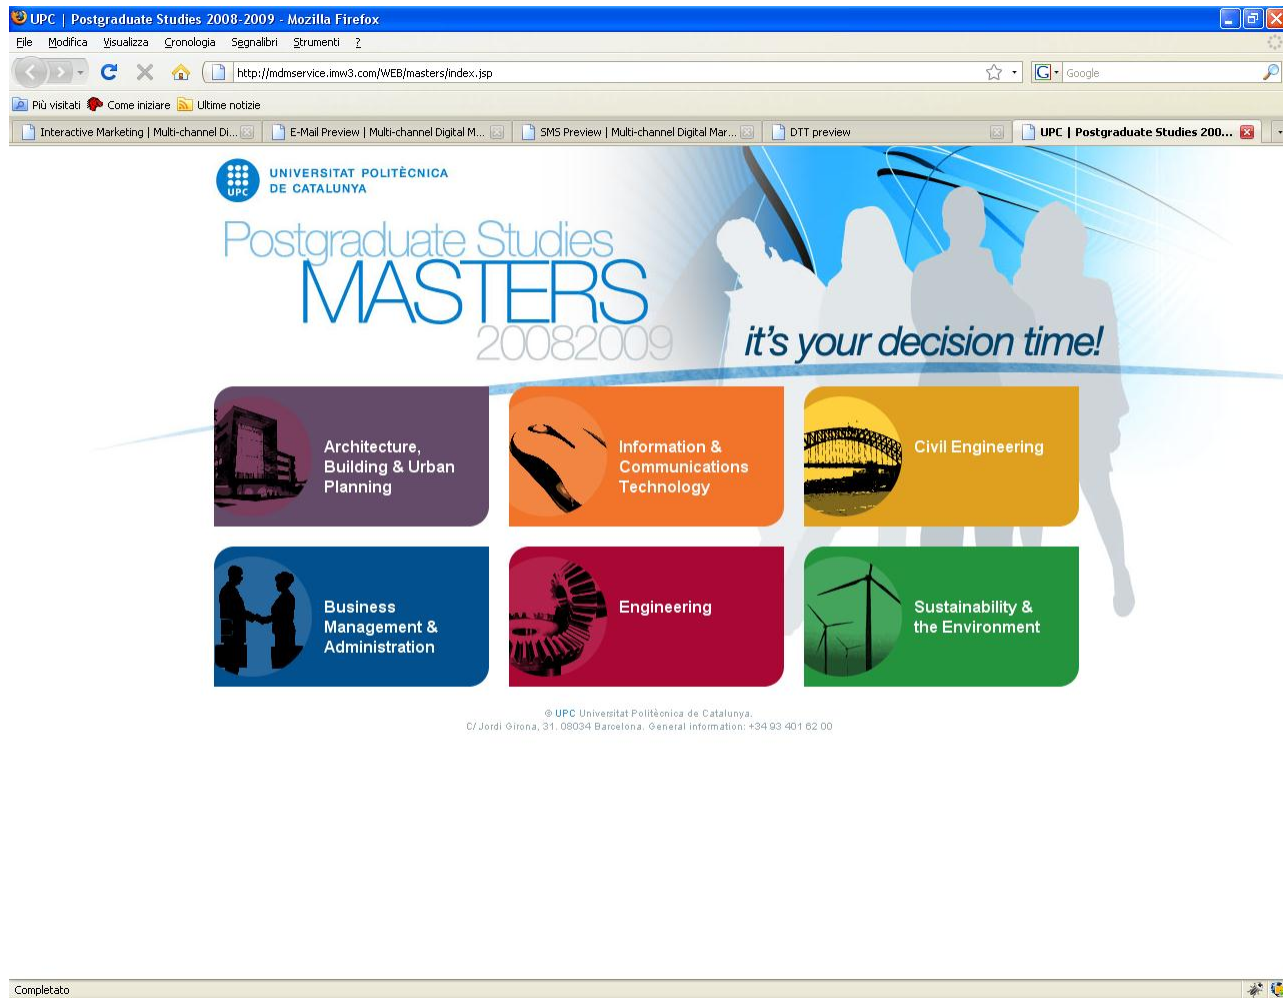 UPC | Postgraduate Studies 2008-2009 - Mozilla Firefox
File Modifica Visualizza Cronologia Segnalibri Strumenti ?
http://mdmservice.imw3.com/WEB/masters/index.jsp
G Google
Più visitati Come iniziare Ultime notizie
Interactive Marketing | Multi-channel Di... E-Mail Preview | Multi-channel Digital M... SMS Preview | Multi-channel Digital Mar... DTT preview UPC | Postgraduate Studies 200...
UPC
UNIVERSITAT POLITÈCNICA
DE CATALUNYA
Postgraduate Studies
MASTERS
20082009
it's your decision time!
Architecture,
Building & Urban
Planning
Information &
Communications
Technology
Civil Engineering
Business
Management &
Administration
Engineering
Sustainability &
the Environment
© UPC Universitat Politècnica de Catalunya.
C/ Jordi Girona, 31. 08034 Barcelona. General information: +34 93 401 62 00
Completato